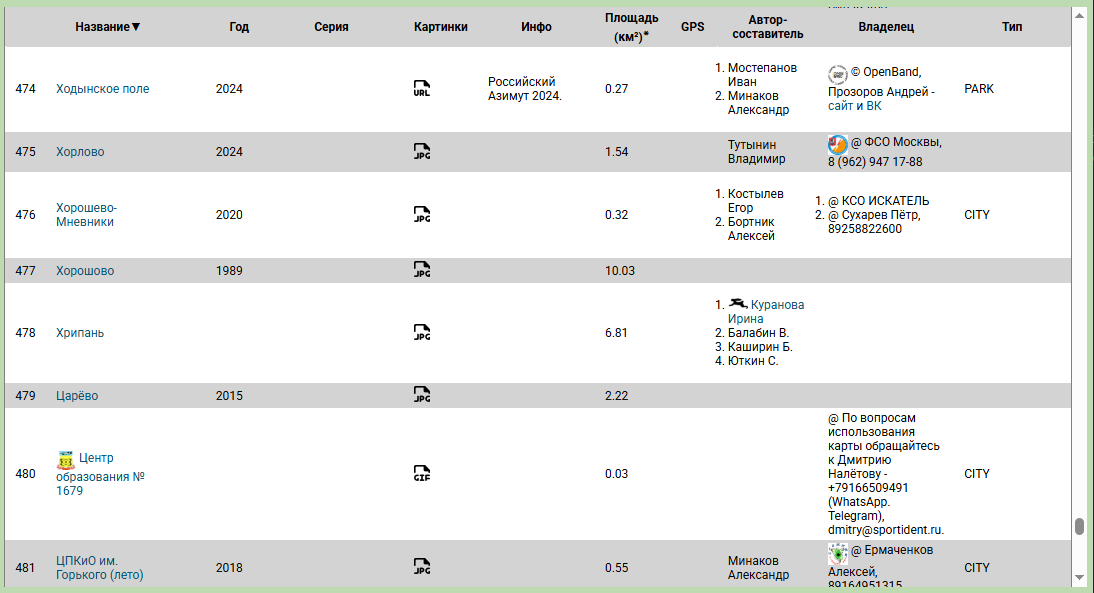 Название▼ Год Серия Картинки Инфо Площадь (км²)* GPS Автор-составитель Владелец Тип
474 Ходынское поле 2024 URL Российский Азимут 2024. 0.27 1. Мостепанов Иван 2. Минаков Александр © OpenBand, Прозоров Андрей - сайт и ВК PARK
475 Хорлово 2024 JPG 1.54 Тутынин Владимир @ ФСО Москвы, 8 (962) 947 17-88
476 Хорошево-Мневники 2020 JPG 0.32 1. Костылев Егор 2. Бортник Алексей 1. @ КСО ИСКАТЕЛЬ 2. @ Сухарев Пётр, 89258822600 CITY
477 Хорошово 1989 JPG 10.03
478 Хрипань JPG 6.81 1. Куранова Ирина 2. Балабин В. 3. Каширин Б. 4. Юткин С.
479 Царёво 2015 JPG 2.22
480 Центр образования № 1679 GIF 0.03 @ По вопросам использования карты обращайтесь к Дмитрию Налётову - +79166509491 (WhatsApp. Telegram), dmitry@sportident.ru. CITY
481 ЦПКиО им. Горького (лето) 2018 JPG 0.55 Минаков Александр @ Ермаченков Алексей, 89164951315 CITY